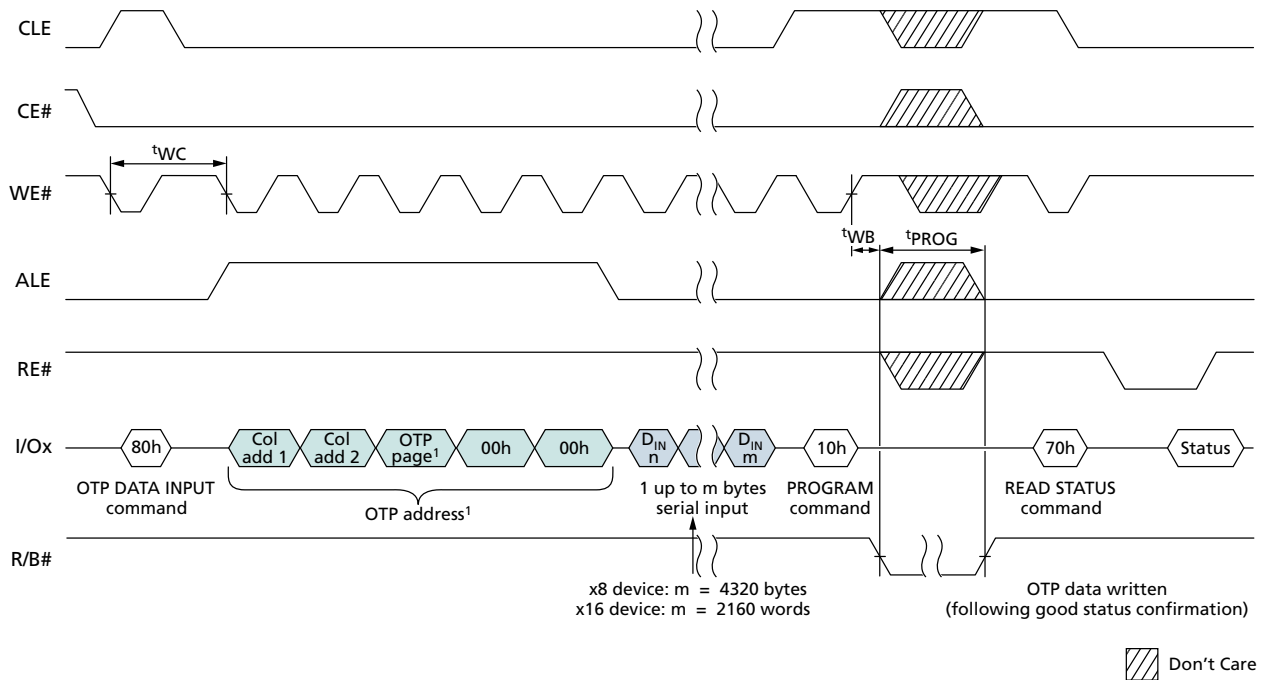 CLE
CE#
tWC
WE#
tWB
tPROG
ALE
RE#
I/Ox
80h
Col
add 1
Col
add 2
OTP
page1
00h
00h
DIN
n
DIN
m
10h
70h
Status
OTP DATA INPUT
command
OTP address1
1 up to m bytes
serial input
PROGRAM
command
READ STATUS
command
R/B#
x8 device: m = 4320 bytes
x16 device: m = 2160 words
OTP data written
(following good status confirmation)
Don't Care